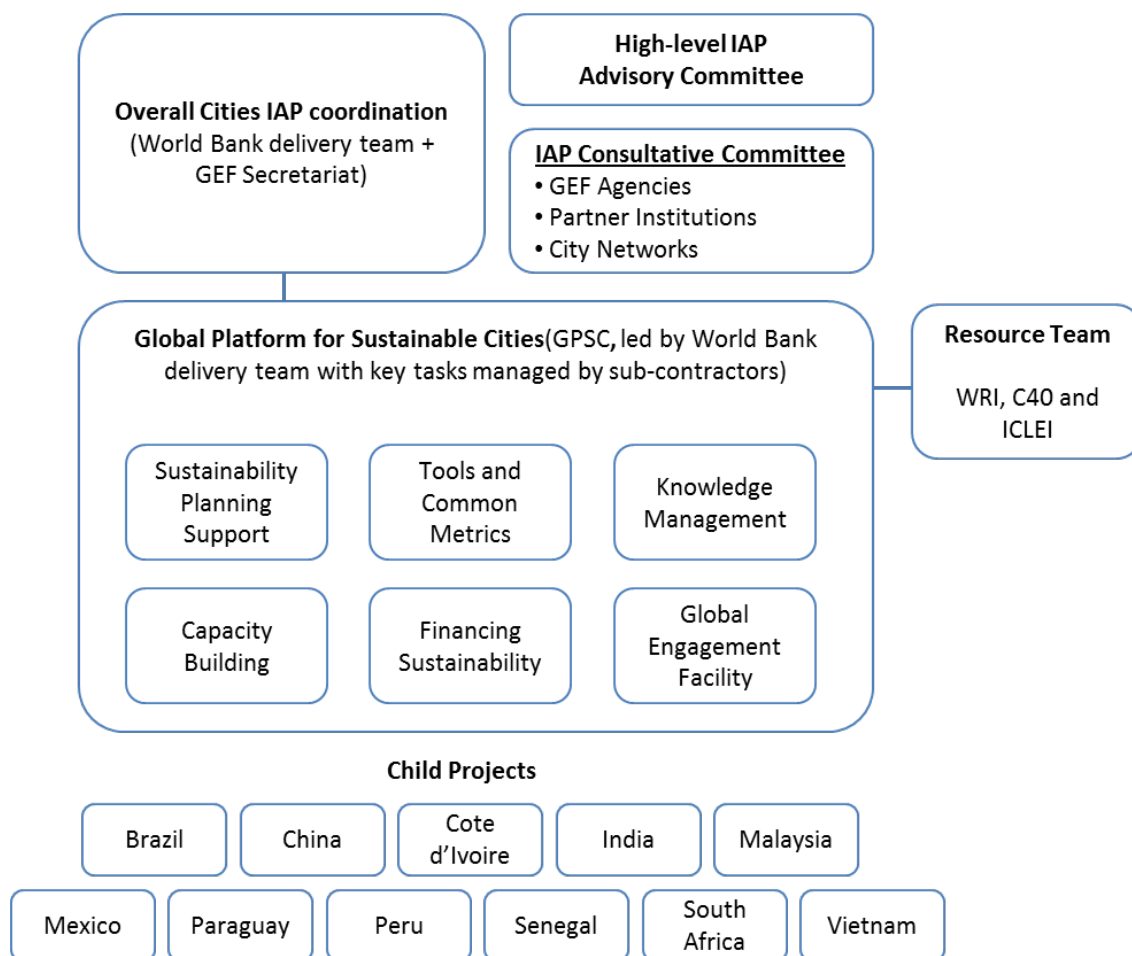 Overall Cities IAP coordination
(World Bank delivery team +
GEF Secretariat)
High-level IAP
Advisory Committee
IAP Consultative Committee
• GEF Agencies
• Partner Institutions
• City Networks
Global Platform for Sustainable Cities(GPSC, led by World Bank
delivery team with key tasks managed by sub-contractors)
Resource Team
WRI, C40 and
ICLEI
Sustainability
Planning
Support
Tools and
Common
Metrics
Knowledge
Management
Capacity
Building
Financing
Sustainability
Global
Engagement
Facility
Child Projects
Brazil
China
Cote
d’Ivoire
India
Malaysia
Mexico
Paraguay
Peru
Senegal
South
Africa
Vietnam